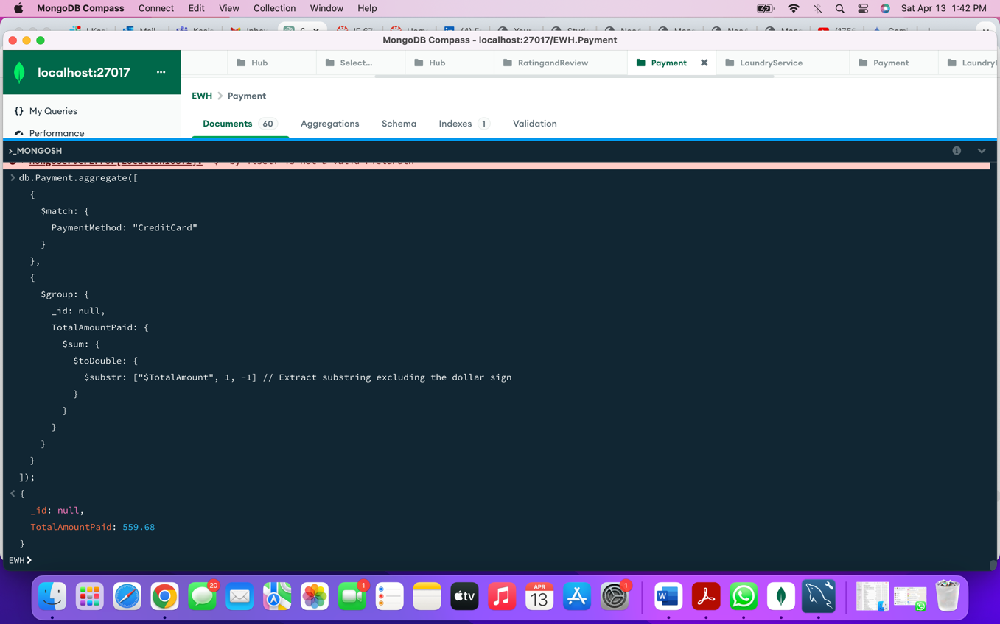 MongoDB Compass Connect Edit View Collection Window Help Sat Apr 13 1:42 PM
MongoDB Compass - localhost:27017/EWH.Payment
localhost:27017 ...
Hub Select... Hub RatingandReview Payment LaundryService Payment
EWH > Payment
{} My Queries
Performance
Documents 60 Aggregations Schema Indexes 1 Validation
>_MONGOSH
db.Payment.aggregate([
{
$match: {
PaymentMethod: "CreditCard"
}
},
{
$group: {
_id: null,
TotalAmountPaid: {
$sum: {
$toDouble: {
$substr: ["$TotalAmount", 1, -1] // Extract substring excluding the dollar sign
}
}
}
}
}
]);
< {
_id: null,
TotalAmountPaid: 559.68
}
EWH >
20 1 tv APR 13 1 W